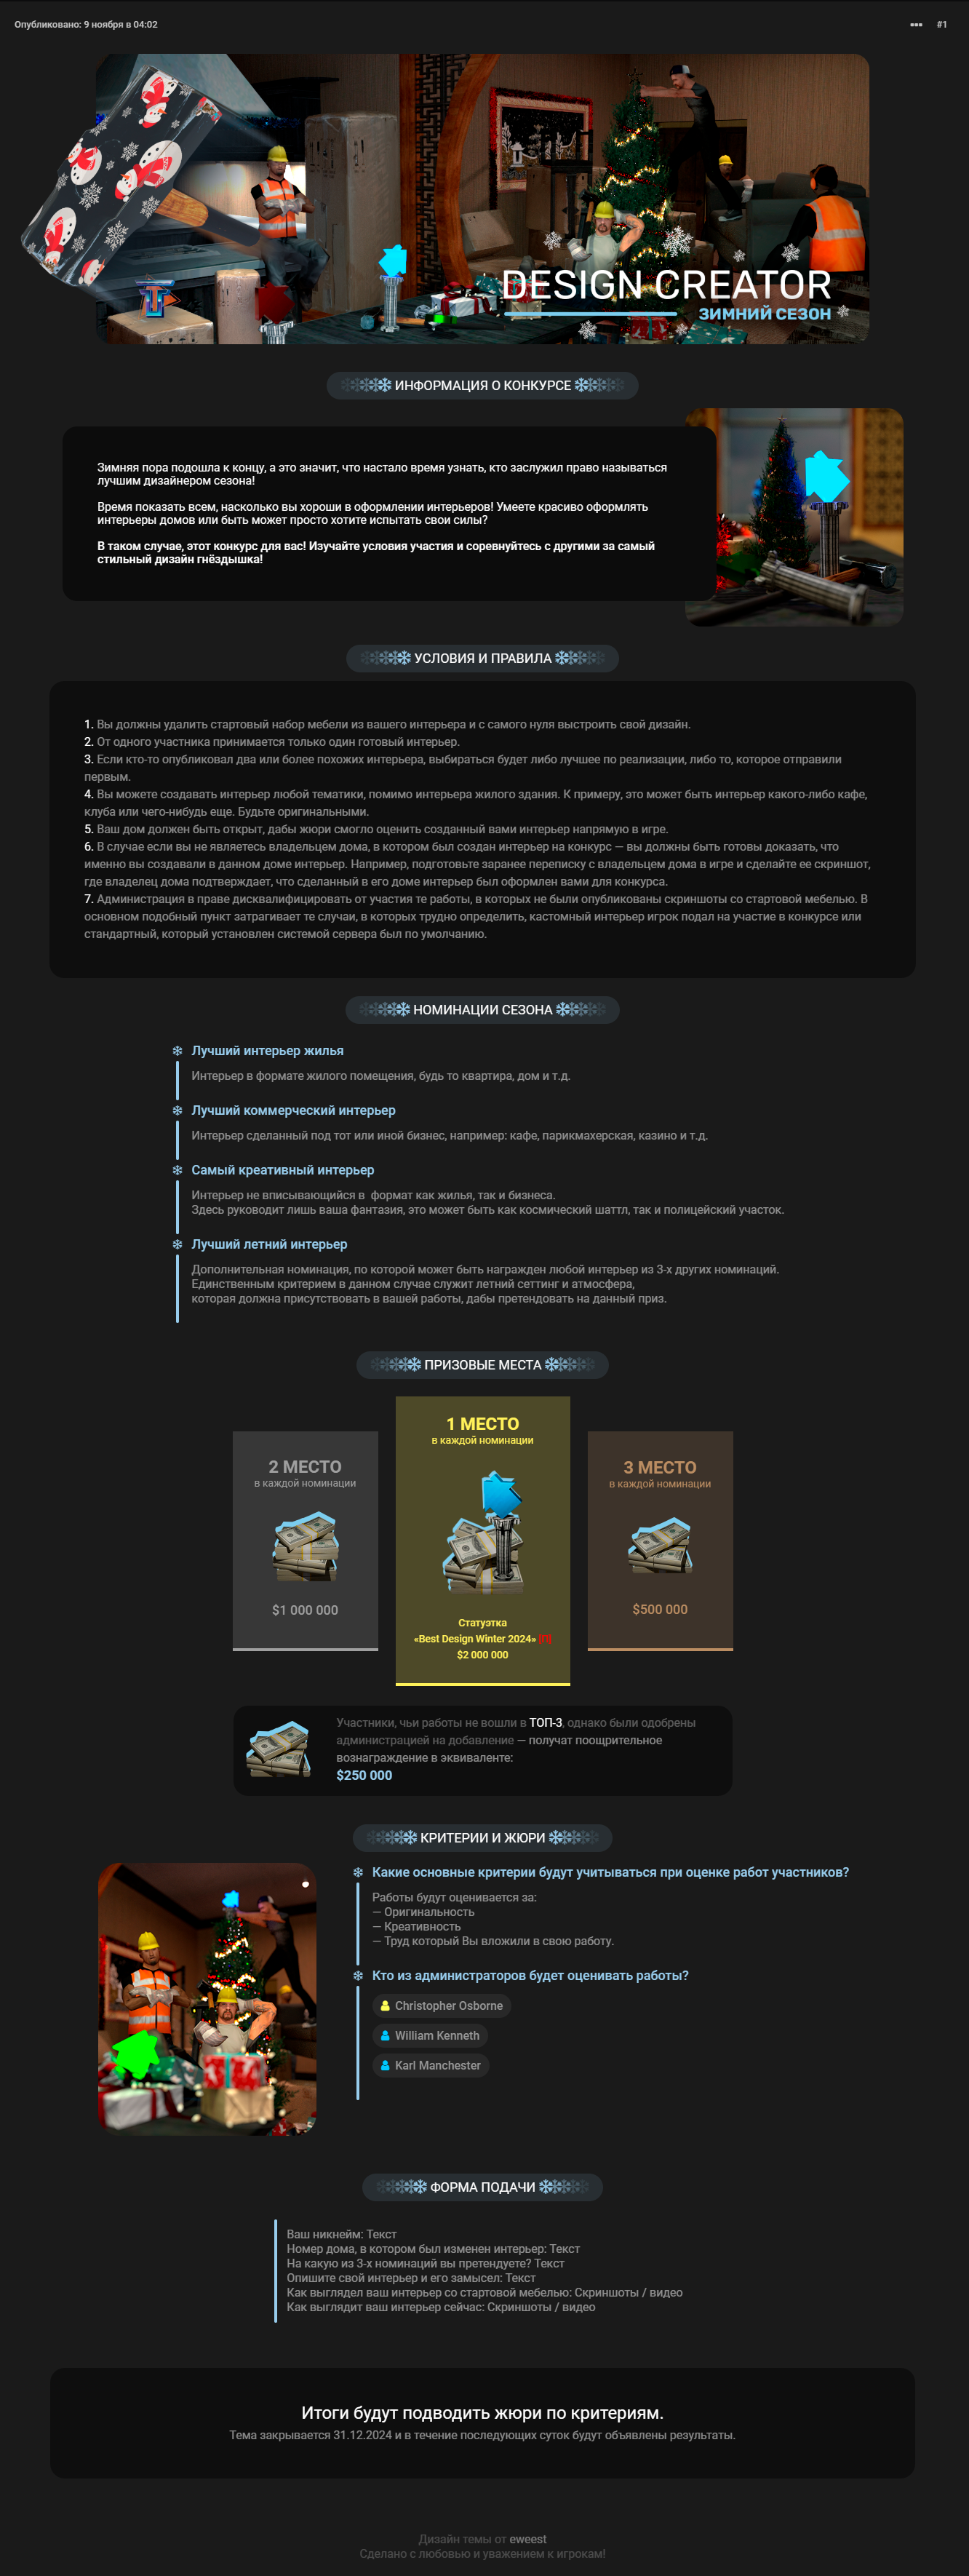 Опубликовано: 9 ноября в 04:02
#1
DESIGN CREATOR
ЗИМНИЙ СЕЗОН
ИНФОРМАЦИЯ О КОНКУРСЕ
Зимняя пора подошла к концу, а это значит, что настало время узнать, кто заслужил право называться
лучшим дизайнером сезона!
Время показать всем, насколько вы хороши в оформлении интерьеров! Умеете красиво оформлять
интерьеры домов или быть может просто хотите испытать свои силы?
В таком случае, этот конкурс для вас! Изучайте условия участия и соревнуйтесь с другими за самый
стильный дизайн гнёздышка!
УСЛОВИЯ И ПРАВИЛА
1. Вы должны удалить стартовый набор мебели из вашего интерьера и с самого нуля выстроить свой дизайн.
2. От одного участника принимается только один готовый интерьер.
3. Если кто-то опубликовал два или более похожих интерьера, выбираться будет либо лучшее по реализации, либо то, которое отправили
первым.
4. Вы можете создавать интерьер любой тематики, помимо интерьера жилого здания. К примеру, это может быть интерьер какого-либо кафе,
клуба или чего-нибудь еще. Будьте оригинальными.
5. Ваш дом должен быть открыт, дабы жюри смогло оценить созданный вами интерьер напрямую в игре.
6. В случае если вы не являетесь владельцем дома, в котором был создан интерьер на конкурс — вы должны быть готовы доказать, что
именно вы создавали в данном доме интерьер. Например, подготовьте заранее переписку с владельцем дома в игре и сделайте ее скриншот,
где владелец дома подтверждает, что сделанный в его доме интерьер был оформлен вами для конкурса.
7. Администрация в праве дисквалифицировать от участия те работы, в которых не были опубликованы скриншоты со стартовой мебелью. В
основном подобный пункт затрагивает те случаи, в которых трудно определить, кастомный интерьер игрок подал на участие в конкурсе или
стандартный, который установлен системой сервера был по умолчанию.
НОМИНАЦИИ СЕЗОНА
Лучший интерьер жилья
Интерьер в формате жилого помещения, будь то квартира, дом и т.д.
Лучший коммерческий интерьер
Интерьер сделанный под тот или иной бизнес, например: кафе, парикмахерская, казино и т.д.
Самый креативный интерьер
Интерьер не вписывающийся в  формат как жилья, так и бизнеса.
Здесь руководит лишь ваша фантазия, это может быть как космический шаттл, так и полицейский участок.
Лучший летний интерьер
Дополнительная номинация, по которой может быть награжден любой интерьер из 3-х других номинаций.
Единственным критерием в данном случае служит летний сеттинг и атмосфера,
которая должна присутствовать в вашей работы, дабы претендовать на данный приз.
ПРИЗОВЫЕ МЕСТА
1 МЕСТО
в каждой номинации
Статуэтка
«Best Design Winter 2024»
$2 000 000
2 МЕСТО
в каждой номинации
$1 000 000
3 МЕСТО
в каждой номинации
$500 000
Участники, чьи работы не вошли в ТОП-3, однако были одобрены
администрацией на добавление — получат поощрительное
вознаграждение в эквиваленте:
$250 000
КРИТЕРИИ И ЖЮРИ
Какие основные критерии будут учитываться при оценке работ участников?
Работы будут оценивается за:
— Оригинальность
— Креативность
— Труд который Вы вложили в свою работу.
Кто из администраторов будет оценивать работы?
Christopher Osborne
William Kenneth
Karl Manchester
ФОРМА ПОДАЧИ
Ваш никнейм: Текст
Номер дома, в котором был изменен интерьер: Текст
На какую из 3-х номинаций вы претендуете? Текст
Опишите свой интерьер и его замысел: Текст
Как выглядел ваш интерьер со стартовой мебелью: Скриншоты / видео
Как выглядит ваш интерьер сейчас: Скриншоты / видео
Итоги будут подводить жюри по критериям.
Тема закрывается 31.12.2024 и в течение последующих суток будут объявлены результаты.
Дизайн темы от eweest
Сделано с любовью и уважением к игрокам!